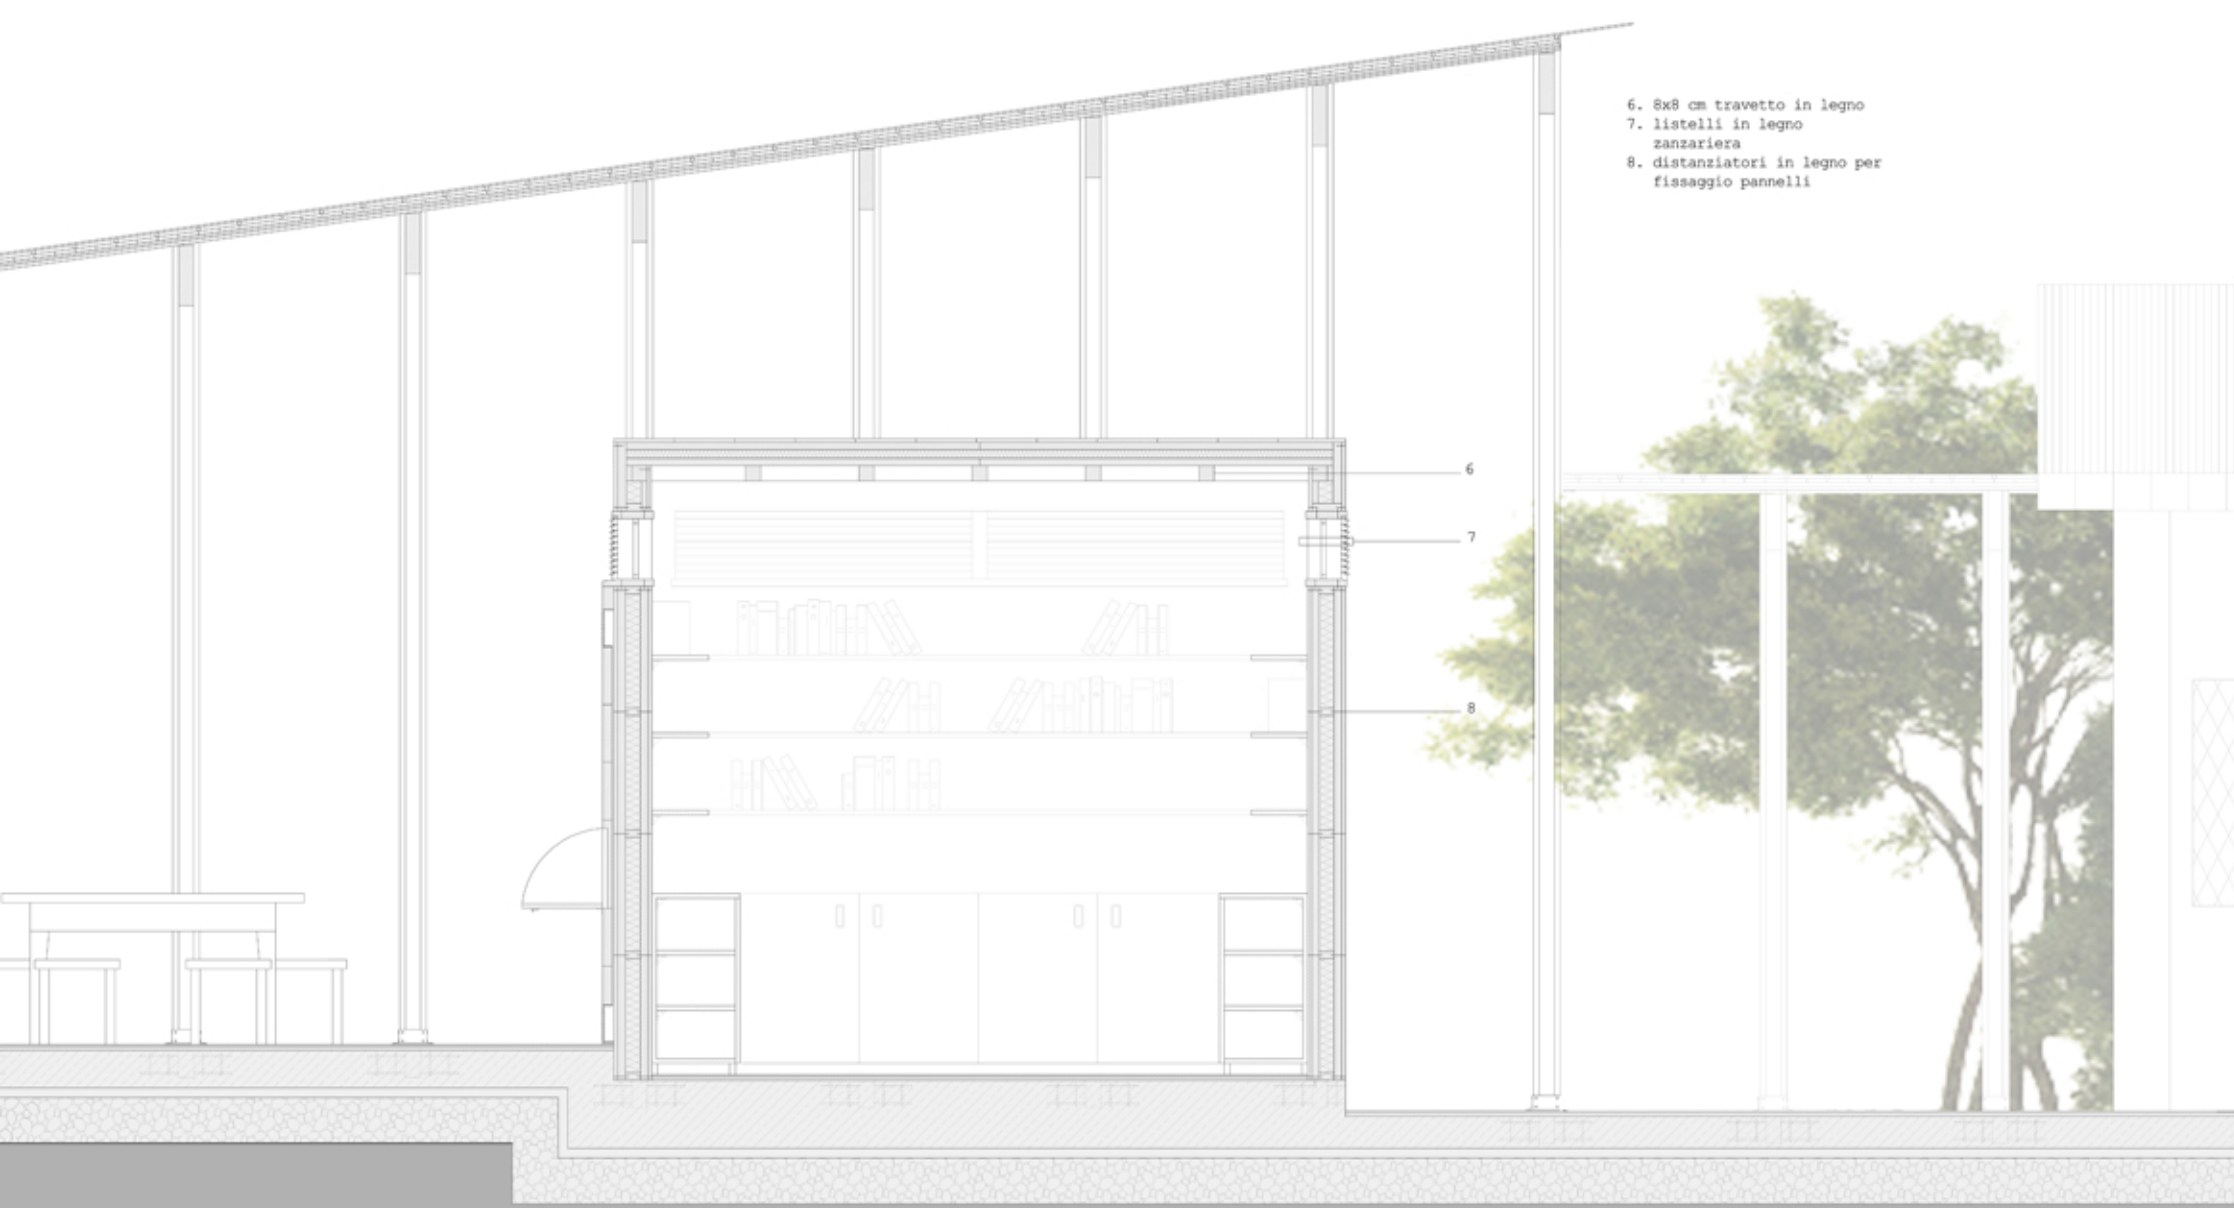 6. 8x8 cm travetto in legno
7. listelli in legno
zanzariera
8. distanziatori in legno per
fissaggio pannelli
6
7
8